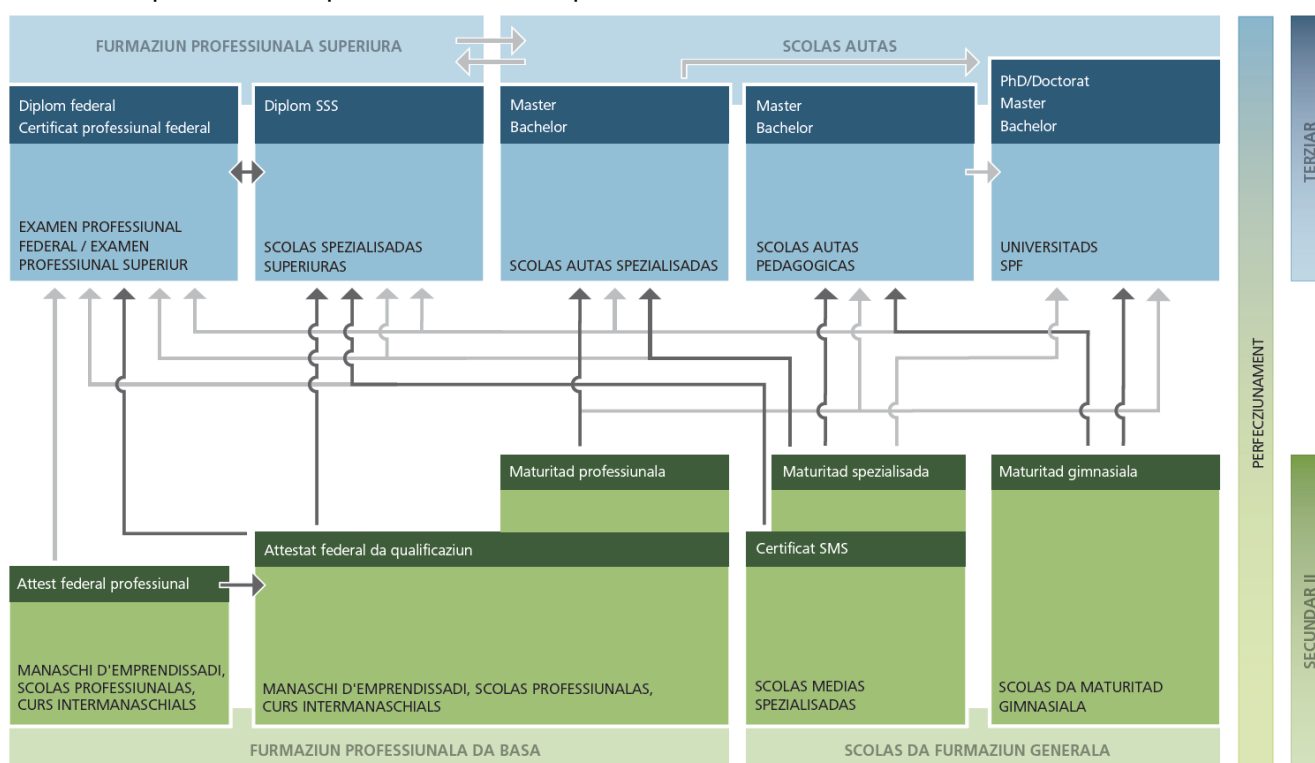 FURMAZIUN PROFESSIUNALA SUPERIURA
SCOLAS AUTAS
Diplom federal
Certificat professiunal federal
Diplom SSS
Master
Bachelor
Master
Bachelor
PhD/Doctorat
Master
Bachelor
EXAMEN PROFESSIUNAL
FEDERAL / EXAMEN
PROFESSIUNAL SUPERIUR
SCOLAS SPEZIALISADAS
SUPERIURAS
SCOLAS AUTAS SPEZIALISADAS
SCOLAS AUTAS
PEDAGOGICAS
UNIVERSITADS
SPF
TERZIAR
PERFECZIUNAMENT
Maturitad professiunala
Maturitad spezialisada
Maturitad gimnasiala
Attestat federal da qualificaziun
Certificat SMS
Attest federal professiunal
MANASCHI D'EMPRENDISSADI,
SCOLAS PROFESSIUNALAS,
CURS INTERMANASCHIALS
MANASCHI D'EMPRENDISSADI, SCOLAS PROFESSIUNALAS,
CURS INTERMANASCHIALS
SCOLAS MEDIAS
SPEZIALISADAS
SCOLAS DA MATURITAD
GIMNASIALA
SECUNDAR II
FURMAZIUN PROFESSIUNALA DA BASA
SCOLAS DA FURMAZIUN GENERALA